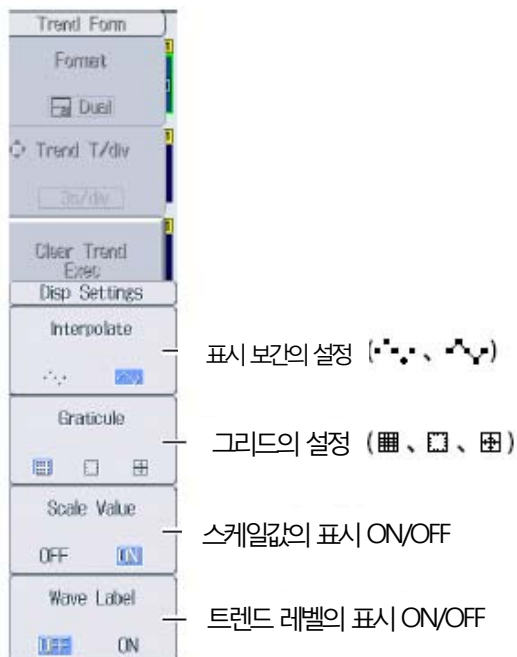 Trend Form
Format
Dual
Trend T/div
3s/div
Clear Trend
Exec
Disp Settings
Interpolate
표시 보간의 설정 ( 、 )
Graticule
그리드의 설정 ( 、 、 )
Scale Value
OFF ON
스케일값의 표시 ON/OFF
Wave Label
OFF ON
트렌드 레벨의 표시 ON/OFF